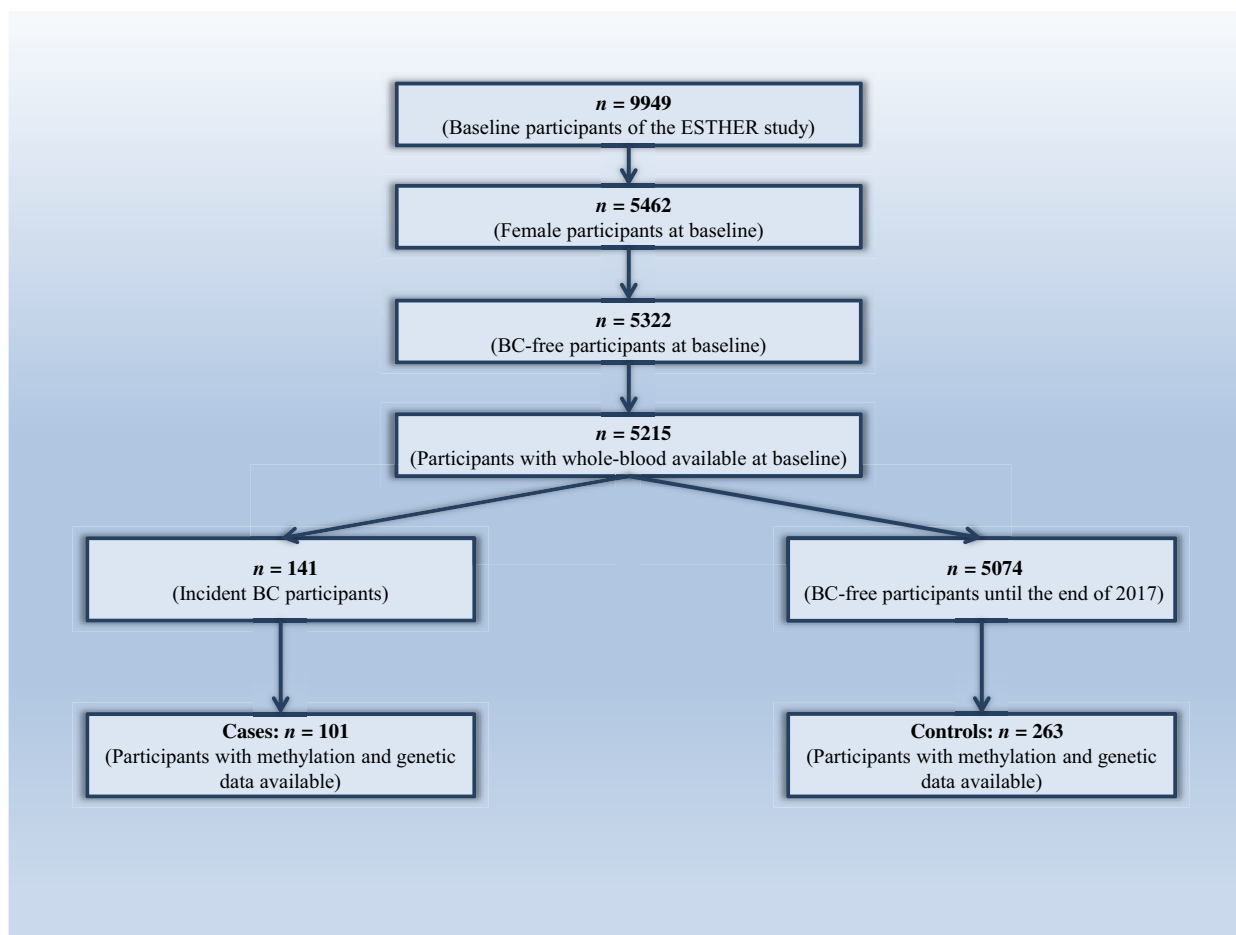 n = 9949
(Baseline participants of the ESTHER study)
n = 5462
(Female participants at baseline)
n = 5322
(BC-free participants at baseline)
n = 5215
(Participants with whole-blood available at baseline)
n = 141
(Incident BC participants)
n = 5074
(BC-free participants until the end of 2017)
Cases: n = 101
(Participants with methylation and genetic
data available)
Controls: n = 263
(Participants with methylation and genetic
data available)